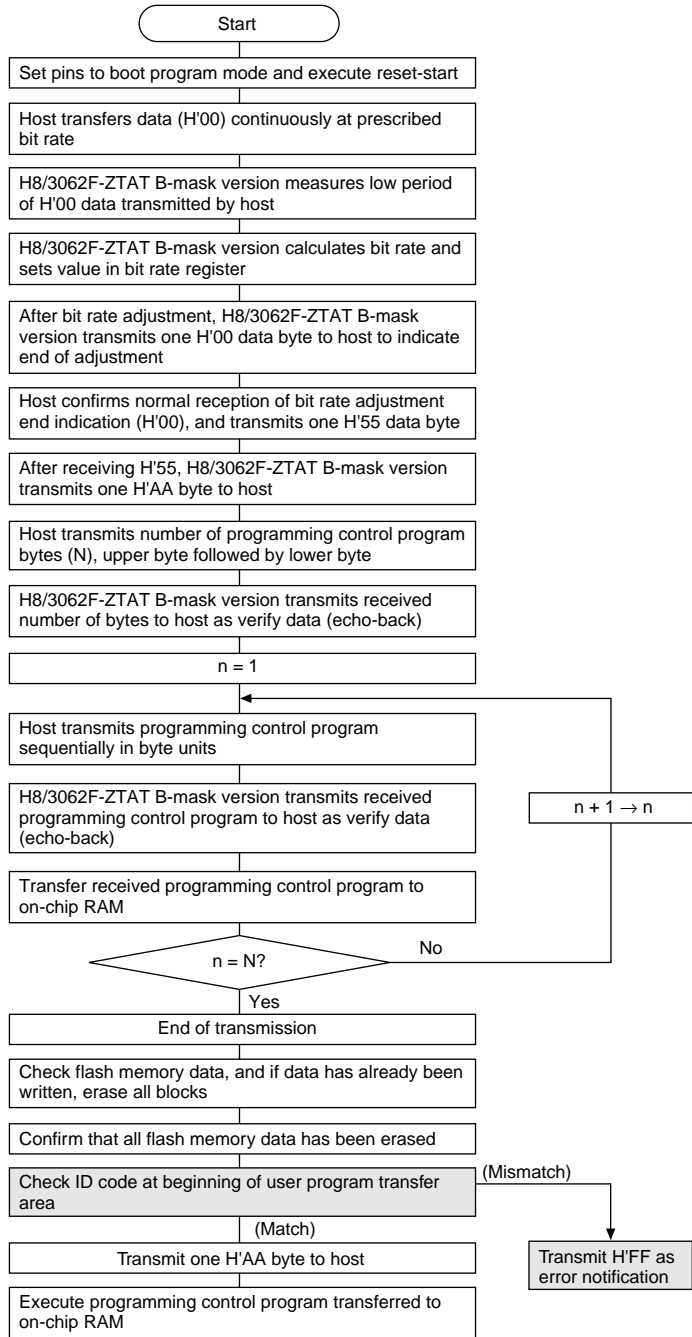 Start
Set pins to boot program mode and execute reset-start
Host transfers data (H'00) continuously at prescribed
bit rate
H8/3062F-ZTAT B-mask version measures low period
of H'00 data transmitted by host
H8/3062F-ZTAT B-mask version calculates bit rate and
sets value in bit rate register
After bit rate adjustment, H8/3062F-ZTAT B-mask
version transmits one H'00 data byte to host to indicate
end of adjustment
Host confirms normal reception of bit rate adjustment
end indication (H'00), and transmits one H'55 data byte
After receiving H'55, H8/3062F-ZTAT B-mask version
transmits one H'AA byte to host
Host transmits number of programming control program
bytes (N), upper byte followed by lower byte
H8/3062F-ZTAT B-mask version transmits received
number of bytes to host as verify data (echo-back)
n = 1
Host transmits programming control program
sequentially in byte units
H8/3062F-ZTAT B-mask version transmits received
programming control program to host as verify data
(echo-back)
n + 1 → n
Transfer received programming control program to
on-chip RAM
n = N?
No
Yes
End of transmission
Check flash memory data, and if data has already been
written, erase all blocks
Confirm that all flash memory data has been erased
Check ID code at beginning of user program transfer
area
(Mismatch)
(Match)
Transmit one H'AA byte to host
Transmit H'FF as
error notification
Execute programming control program transferred to
on-chip RAM